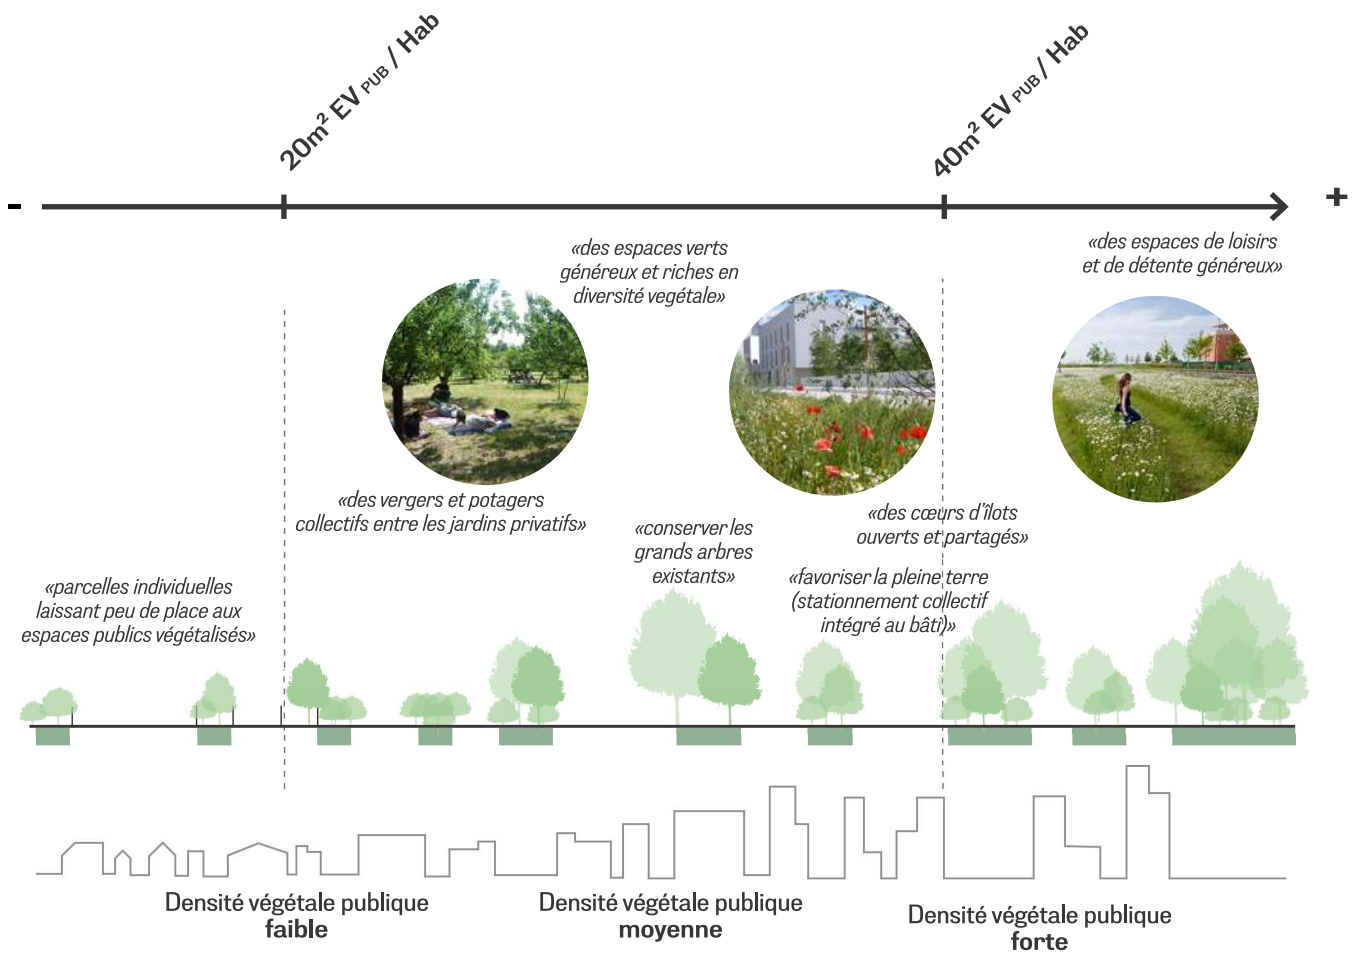 20m² EV PUB / Hab
40m² EV PUB / Hab
-
+
«des espaces verts
généreux et riches en
diversité vegétale»
«des espaces de loisirs
et de détente généreux»
«des vergers et potagers
collectifs entre les jardins privatifs»
«conserver les
grands arbres
existants»
«des cœurs d'îlots
ouverts et partagés»
«favoriser la pleine terre
(stationnement collectif
intégré au bâti)»
«parcelles individuelles
laissant peu de place aux
espaces publics végétalisés»
Densité végétale publique
faible
Densité végétale publique
moyenne
Densité végétale publique
forte